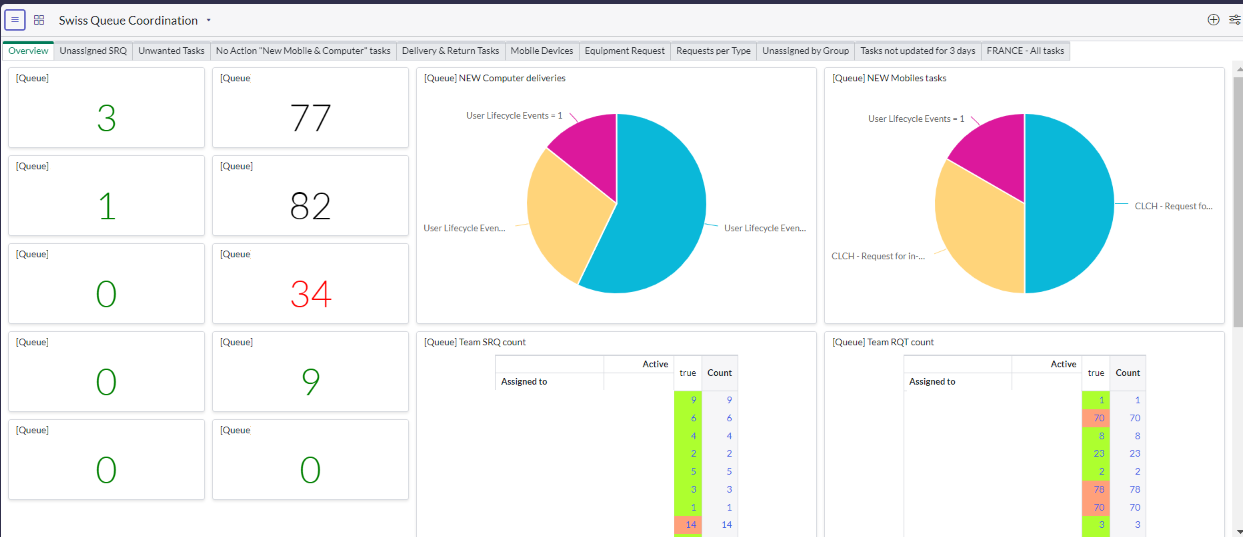 Swiss Queue Coordination
Overview Unassigned SRQ Unwanted Tasks No Action "New Mobile & Computer" tasks Delivery & Return Tasks Mobile Devices Equipment Request Requests per Type Unassigned by Group Tasks not updated for 3 days FRANCE - All tasks
[Queue]
3
[Queue
77
[Queue]
1
[Queue]
82
[Queue]
0
[Queue
34
[Queue]
0
[Queue]
9
[Queue]
0
[Queue
0
[Queue] NEW Computer deliveries
User Lifecycle Events = 1
User Lifecycle Even...
User Lifecycle Even...
[Queue] NEW Mobiles tasks
User Lifecycle Events = 1
CLCH - Request fo...
CLCH - Request for in-...
[Queue] Team SRQ count
Active true Count
Assigned to
9 9
6 6
4 4
2 2
5 5
3 3
1 1
14 14
[Queue] Team RQT count
Active true Count
Assigned to
1 1
70 70
8 8
23 23
2 2
78 78
70 70
3 3